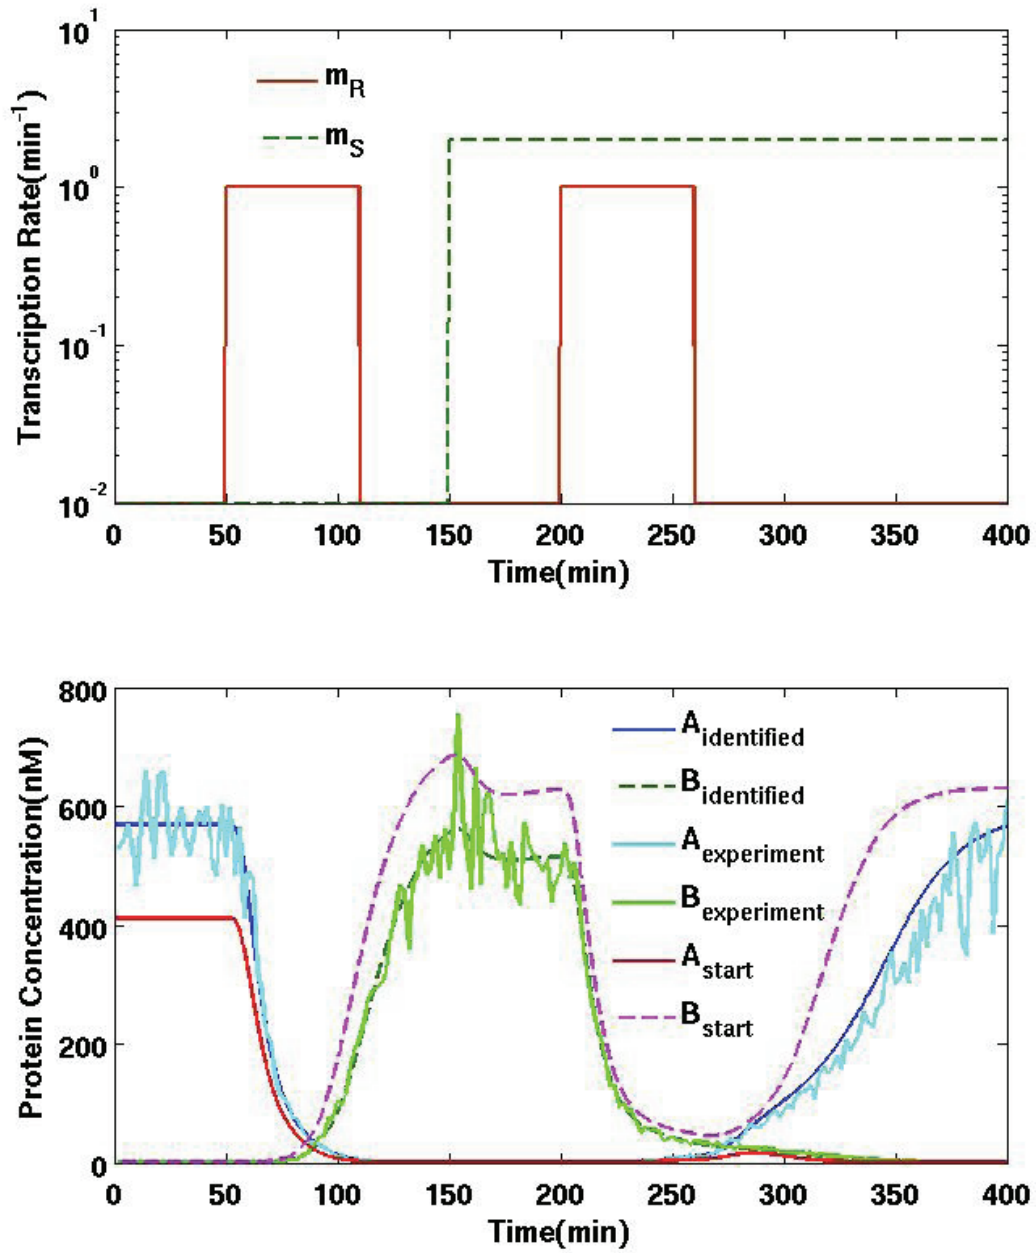 10^1
m_R
m_S
10^0
10^-1
10^-2
Transcription Rate(min^-1)
0 50 100 150 200 250 300 350 400
Time(min)
800
600
400
200
0
Protein Concentration(nM)
A_identified
B_identified
A_experiment
B_experiment
A_start
B_start
0 50 100 150 200 250 300 350 400
Time(min)